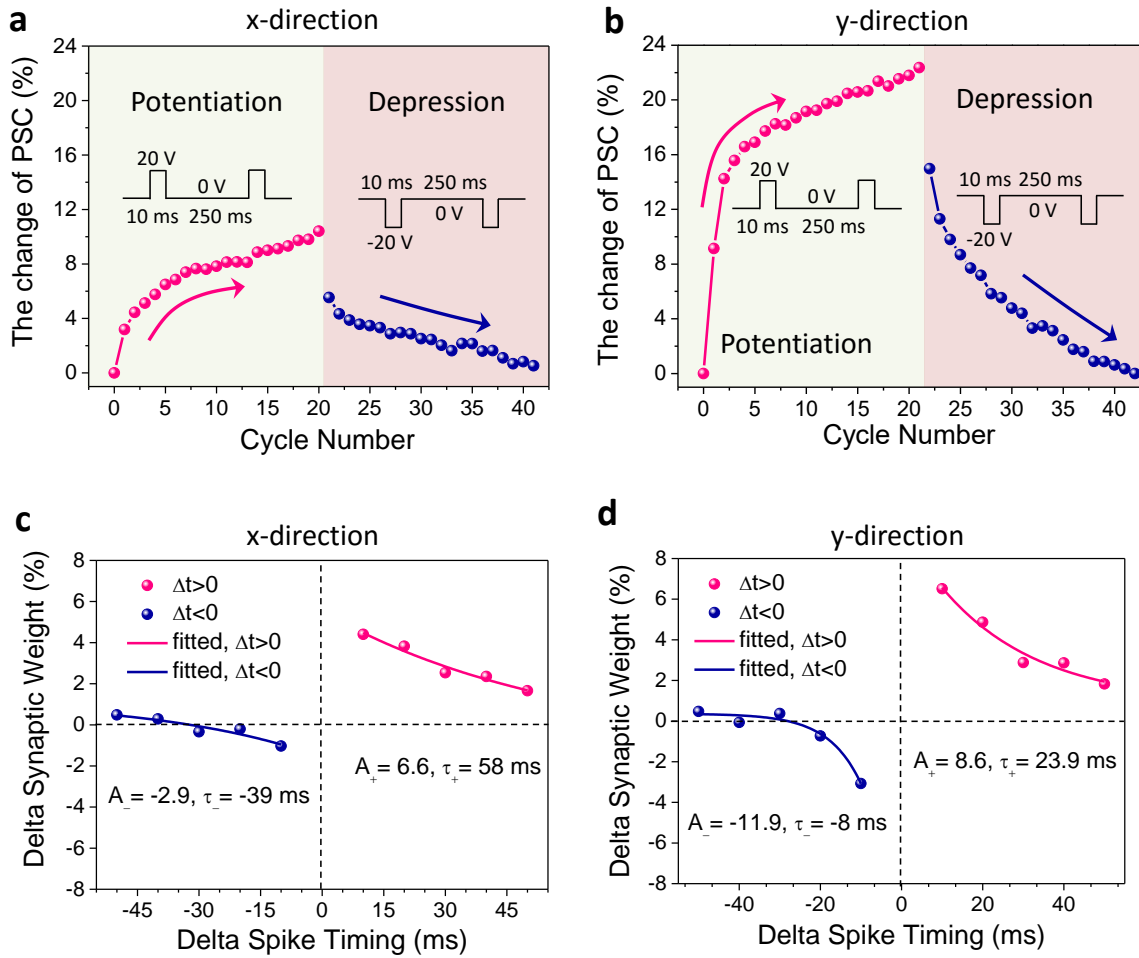 a
x-direction
24
20
16
12
8
4
0
The change of PSC (%)
Potentiation
Depression
20 V
0 V
10 ms 250 ms
10 ms 250 ms
0 V
-20 V
0 5 10 15 20 25 30 35 40
Cycle Number
b
y-direction
24
20
16
12
8
4
0
The change of PSC (%)
Depression
20 V
0 V
10 ms 250 ms
10 ms 250 ms
0 V
-20 V
Potentiation
0 5 10 15 20 25 30 35 40
Cycle Number
c
x-direction
8
6
4
2
0
-2
-4
-6
-8
Delta Synaptic Weight (%)
Δt>0
Δt<0
fitted, Δt>0
fitted, Δt<0
A₊= 6.6, τ₊= 58 ms
A₋= -2.9, τ₋= -39 ms
-45 -30 -15 0 15 30 45
Delta Spike Timing (ms)
d
y-direction
8
6
4
2
0
-2
-4
-6
-8
Delta Synaptic Weight (%)
Δt>0
Δt<0
fitted, Δt>0
fitted, Δt<0
A₊= 8.6, τ₊= 23.9 ms
A₋= -11.9, τ₋= -8 ms
-40 -20 0 20 40
Delta Spike Timing (ms)